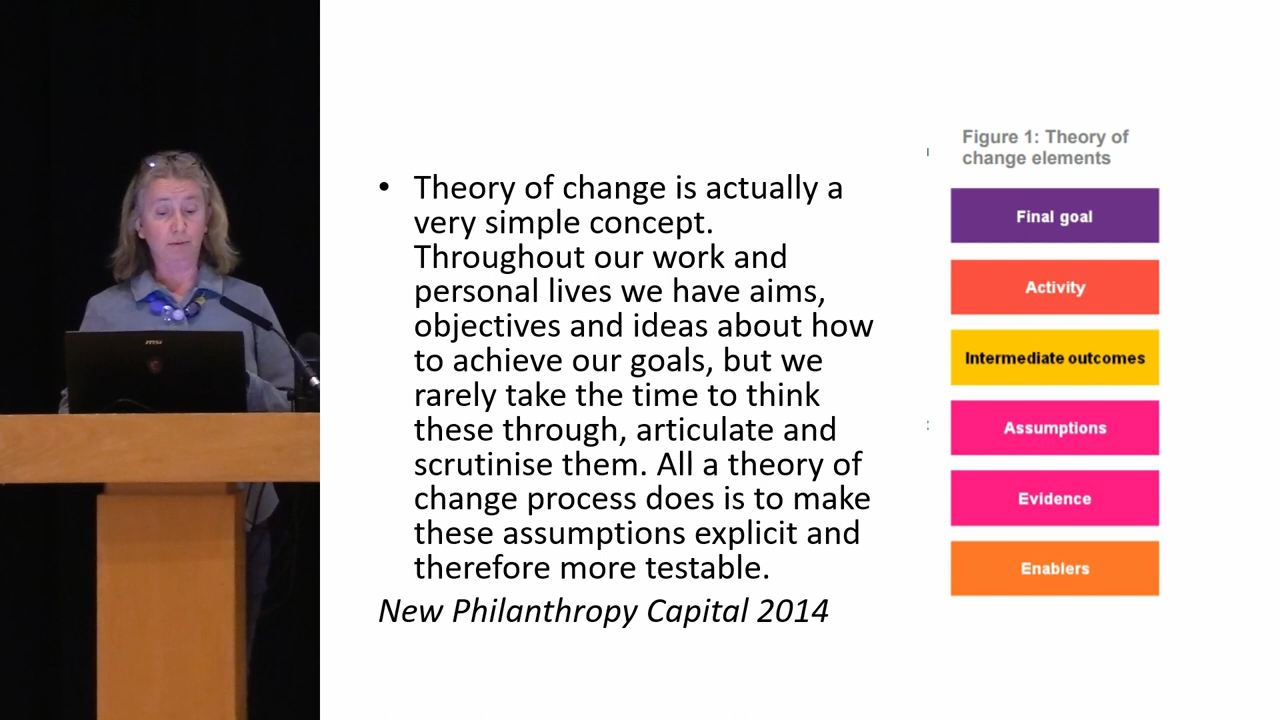 • Theory of change is actually a
very simple concept.
Throughout our work and
personal lives we have aims,
objectives and ideas about how
to achieve our goals, but we
rarely take the time to think
these through, articulate and
scrutinise them. All a theory of
change process does is to make
these assumptions explicit and
therefore more testable.
New Philanthropy Capital 2014
Figure 1: Theory of
change elements
Final goal
Activity
Intermediate outcomes
Assumptions
Evidence
Enablers
msi